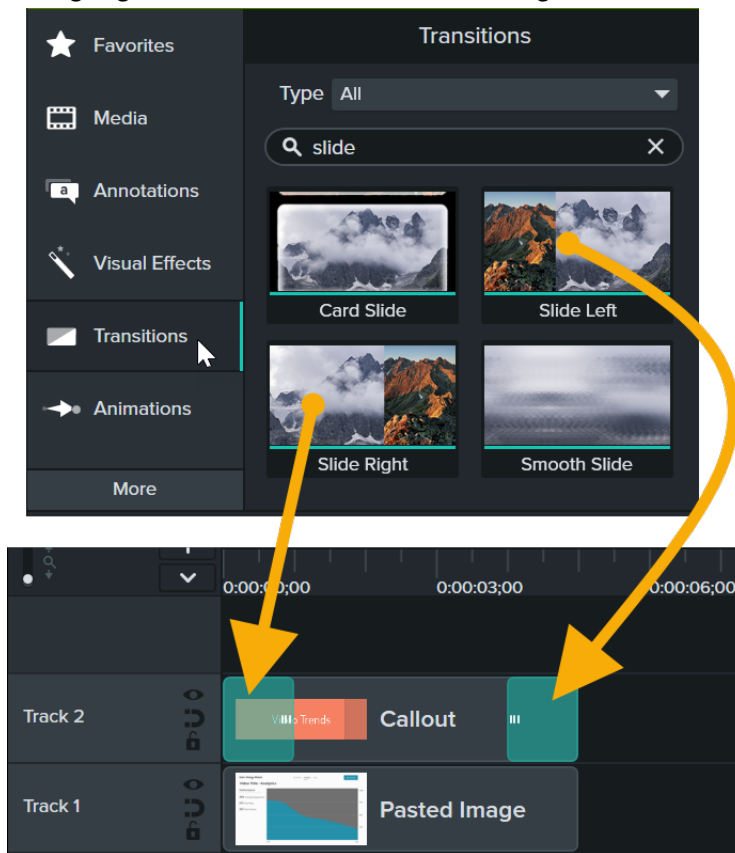 Favorites
Transitions
Type All
Media
slide
Annotations
Visual Effects
Card Slide
Slide Left
Transitions
Animations
Slide Right
Smooth Slide
More
0:00:00;00
0:00:03;00
0:00:06;00
Track 2
Trends
Callout
Track 1
Pasted Image